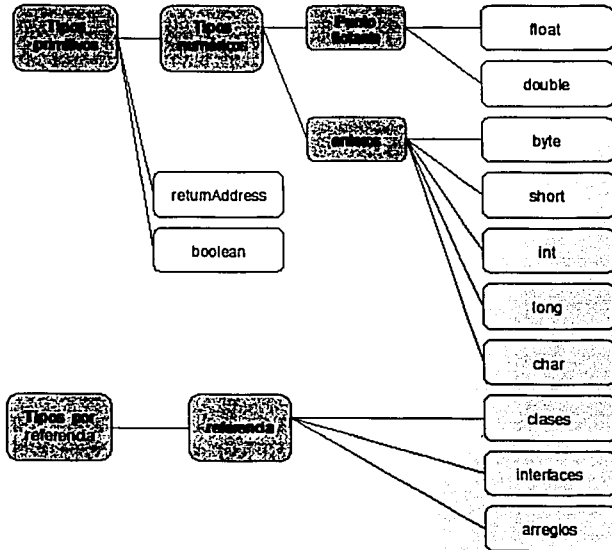 Tipos
primitivos
Tipos
numéricos
Punto
flotante
float
double
enteros
byte
short
int
long
char
returnAddress
boolean
Tipos por
referencia
referencia
clases
interfaces
arreglos